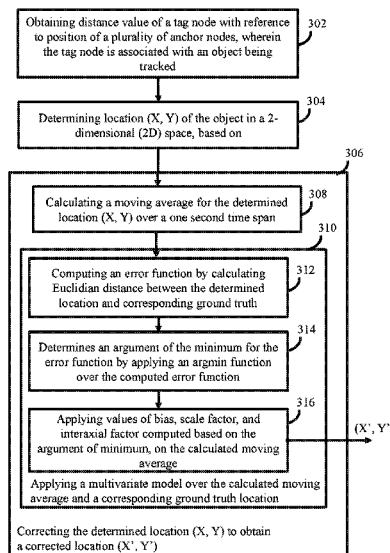 302
Obtaining distance value of a tag node with reference
to position of a plurality of anchor nodes, wherein
the tag node is associated with an object being
tracked
304
Determining location (X, Y) of the object in a 2-
dimensional (2D) space, based on
306
308
Calculating a moving average for the determined
location (X, Y) over a one second time span
310
312
Computing an error function by calculating
Euclidian distance between the determined
location and corresponding ground truth
314
Determines an argument of the minimum for the
error function by applying an argmin function
over the computed error function
316
Applying values of bias, scale factor, and
interaxial factor computed based on the
argument of minimum, on the calculated moving
average
(X’, Y’)
Applying a multivariate model over the calculated moving
average and a corresponding ground truth location
Correcting the determined location (X, Y) to obtain
a corrected location (X’, Y’)